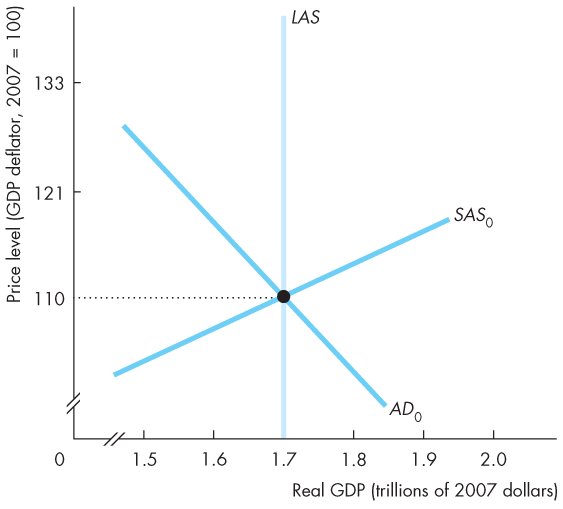 Price level (GDP deflator, 2007 = 100)
LAS
133
121
SAS0
110
AD0
0
1.5
1.6
1.7
1.8
1.9
2.0
Real GDP (trillions of 2007 dollars)